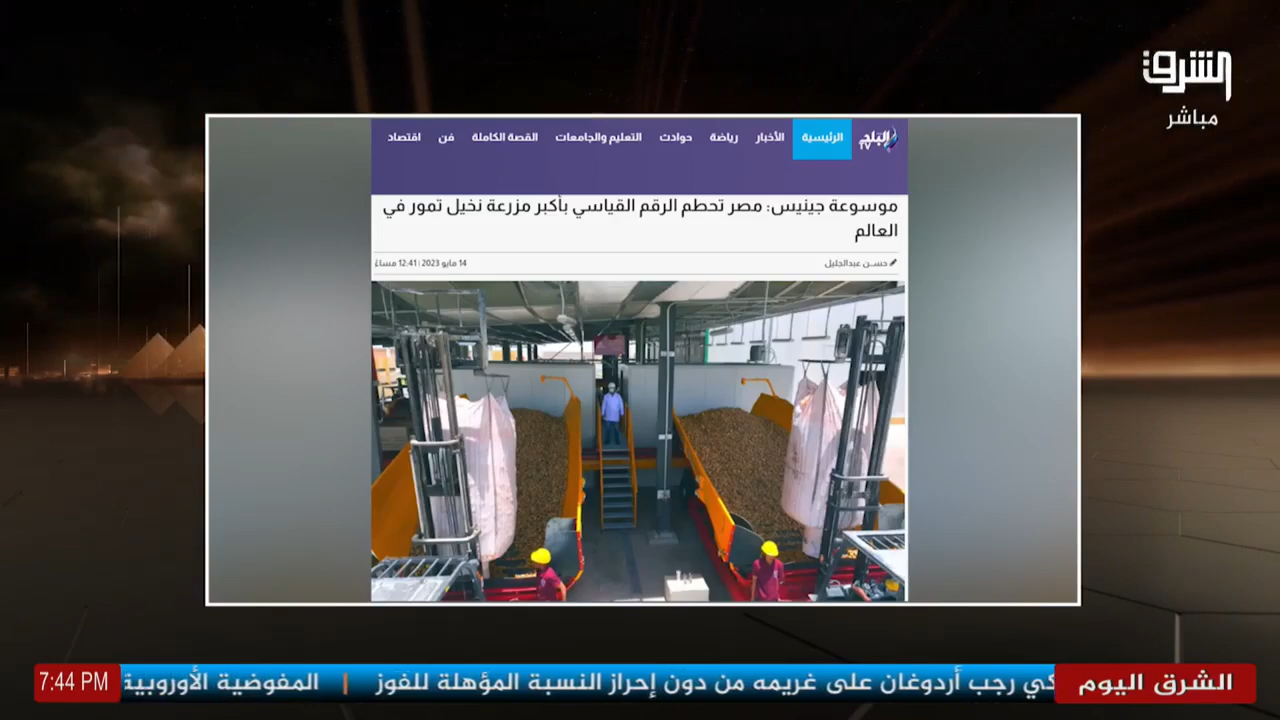 الشرق
مباشر
البلد TV
الرئيسية
الأخبار
رياضة
حوادث
التعليم والجامعات
القصة الكاملة
فن
اقتصاد
موسوعة جينيس: مصر تحطم الرقم القياسي بأكبر مزرعة نخيل تمور في
العالم
حسن عبدالجليل
14 مايو 2023 | 12:41 مساءً
الشرق اليوم
كي رجب أردوغان على غريمه من دون إحراز النسبة المؤهلة للفوز | المفوضية الأوروبية
7:44 PM